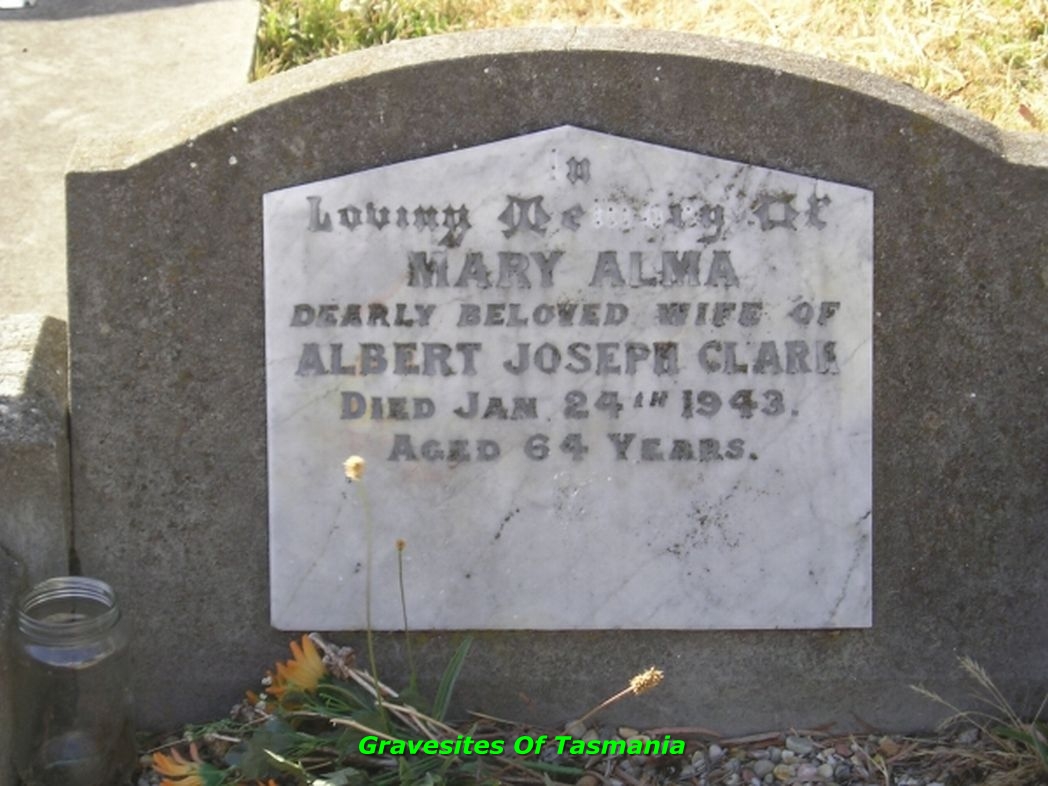 In
Loving Memory Of
MARY ALMA
DEARLY BELOVED WIFE OF
ALBERT JOSEPH CLARK
DIED JAN. 24TH 1943.
AGED 64 YEARS.
Gravesites Of Tasmania